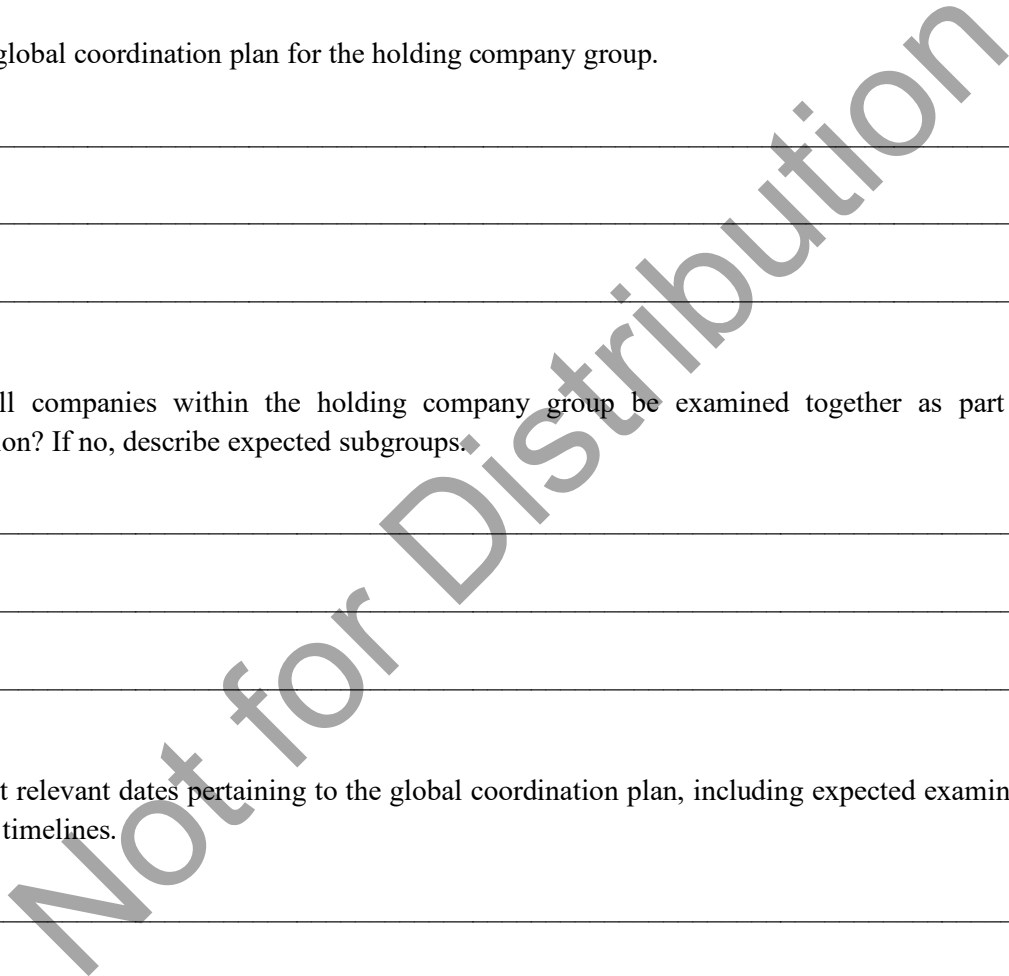 global coordination plan for the holding company group.
ll companies within the holding company group be examined together as part
ion? If no, describe expected subgroups.
t relevant dates pertaining to the global coordination plan, including expected examin
timelines.
Not for Distribution